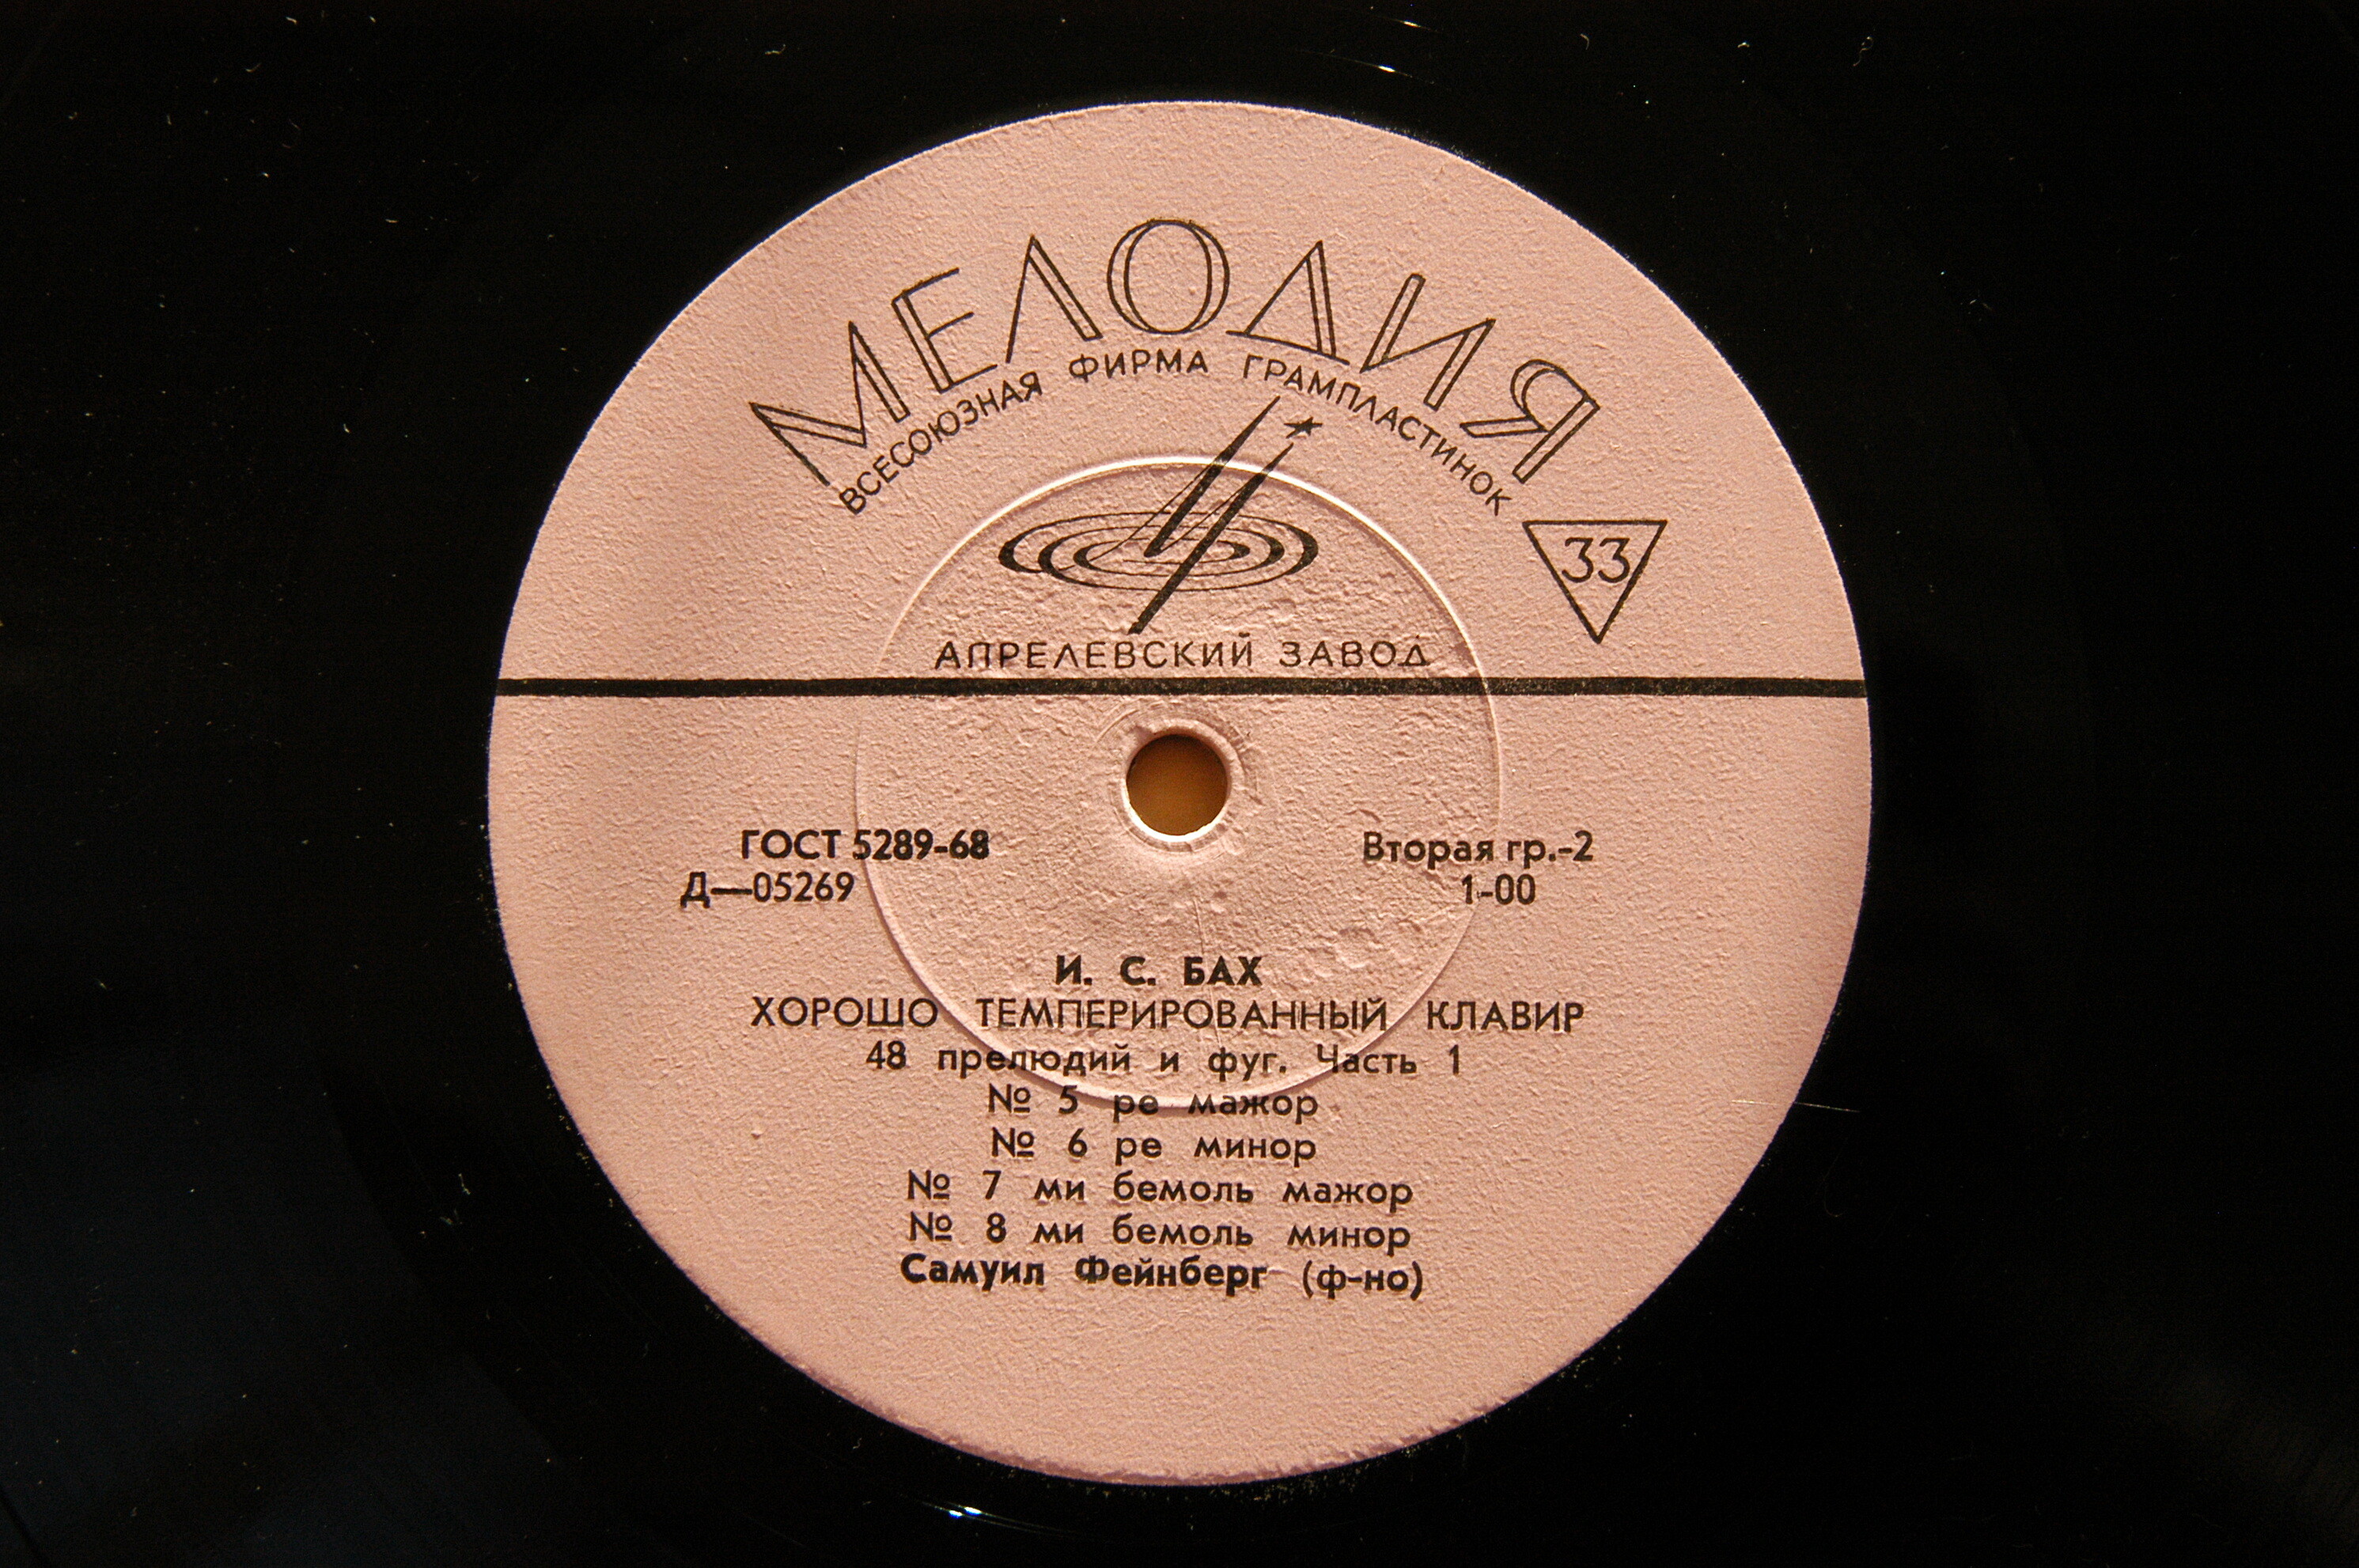 МЕЛОДИЯ
ВСЕСОЮЗНАЯ ФИРМА ГРАМПЛАСТИНОК
33
АПРЕЛЕВСКИЙ ЗАВОД
ГОСТ 5289-68
Д—05269
Вторая гр.-2
1-00
И. С. БАХ
ХОРОШО ТЕМПЕРИРОВАННЫЙ КЛАВИР
48 прелюдий и фуг. Часть 1
№ 5 ре мажор
№ 6 ре минор
№ 7 ми бемоль мажор
№ 8 ми бемоль минор
Самуил Фейнберг (ф-но)